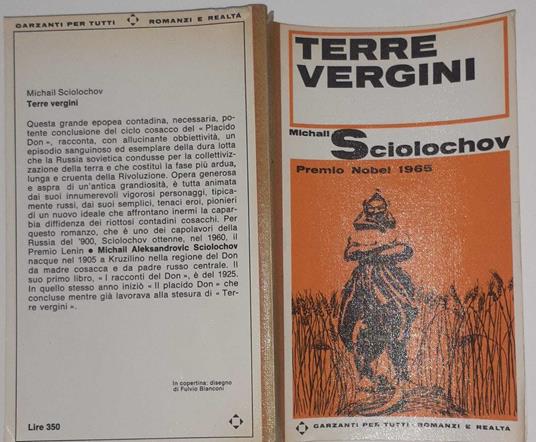 GARZANTI PER TUTTI ROMANZI E REALTÀ
Michail Sciolochov
Terre vergini
Questa grande epopea contadina, necessaria, po-
tente conclusione del ciclo cosacco del « Placido
Don », racconta, con allucinante obbiettività, un
episodio sanguinoso ed esemplare della dura lotta
che la Russia sovietica condusse per la collettiviz-
zazione della terra e che costituì la fase più ardua,
lunga e cruenta della Rivoluzione. Opera generosa
e aspra di un'antica grandiosità, è tutta animata
dai suoi innumerevoli vigorosi personaggi, tipica-
mente russi, dai suoi semplici, tenaci eroi, pionieri
di un nuovo ideale che affrontano inermi la capar-
bia diffidenza dei riottosi contadini cosacchi. Per
questo romanzo, che è uno dei capolavori della
Russia del '900, Sciolochov ottenne, nel 1960, il
Premio Lenin ● Michail Aleksandrovic Sciolochov
nacque nel 1905 a Kruzilino nella regione del Don
da madre cosacca e da padre russo centrale. Il
suo primo libro, « I racconti del Don », è del 1925.
In quello stesso anno iniziò « Il placido Don » che
concluse mentre già lavorava alla stesura di « Ter-
re vergini ».
In copertina: disegno
di Fulvio Bianconi
Lire 350
TERRE
VERGINI
Michail Sciolochov
Premio Nobel 1965
GARZANTI PER TUTTI · ROMANZI E REALTÀ